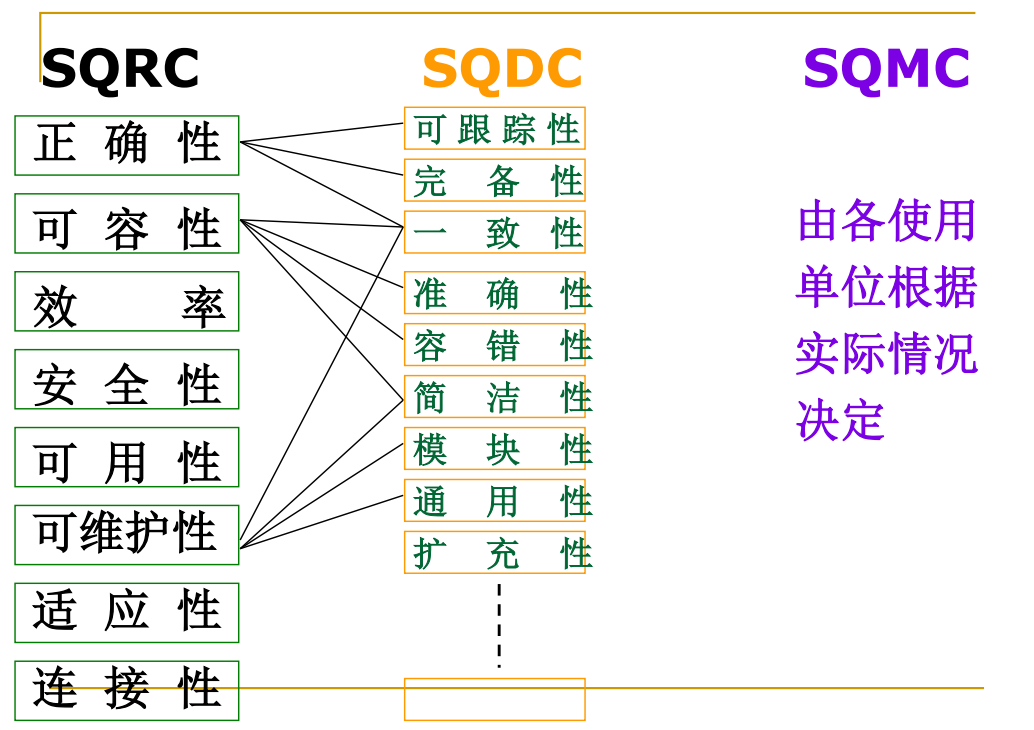 SQRC SQDC SQMC
正确性
可容性
效率
安全性
可用性
可维护性
适应性
连接性
可跟踪性
完备性
一致性
准确性
容错性
简洁性
模块性
通用性
扩充性
由各使用
单位根据
实际情况
决定